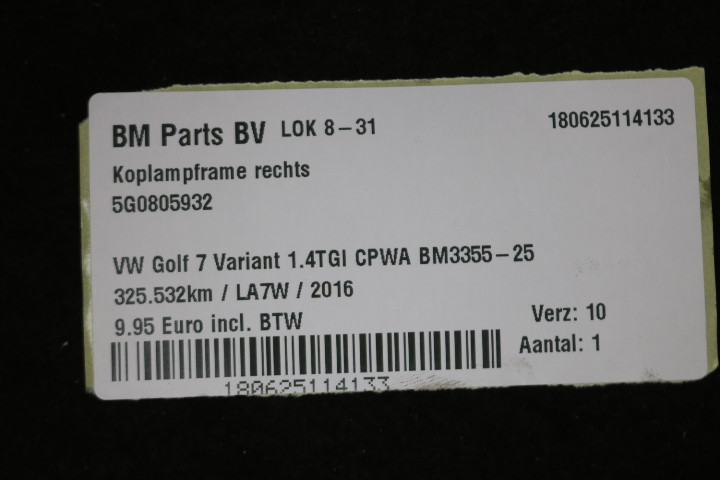 BM Parts BV LOK 8-31 180625114133
Koplampframe rechts
5G0805932
VW Golf 7 Variant 1.4TGI CPWA BM3355-25
325.532km / LA7W / 2016
9.95 Euro incl. BTW Verz: 10
Aantal: 1
180625114133